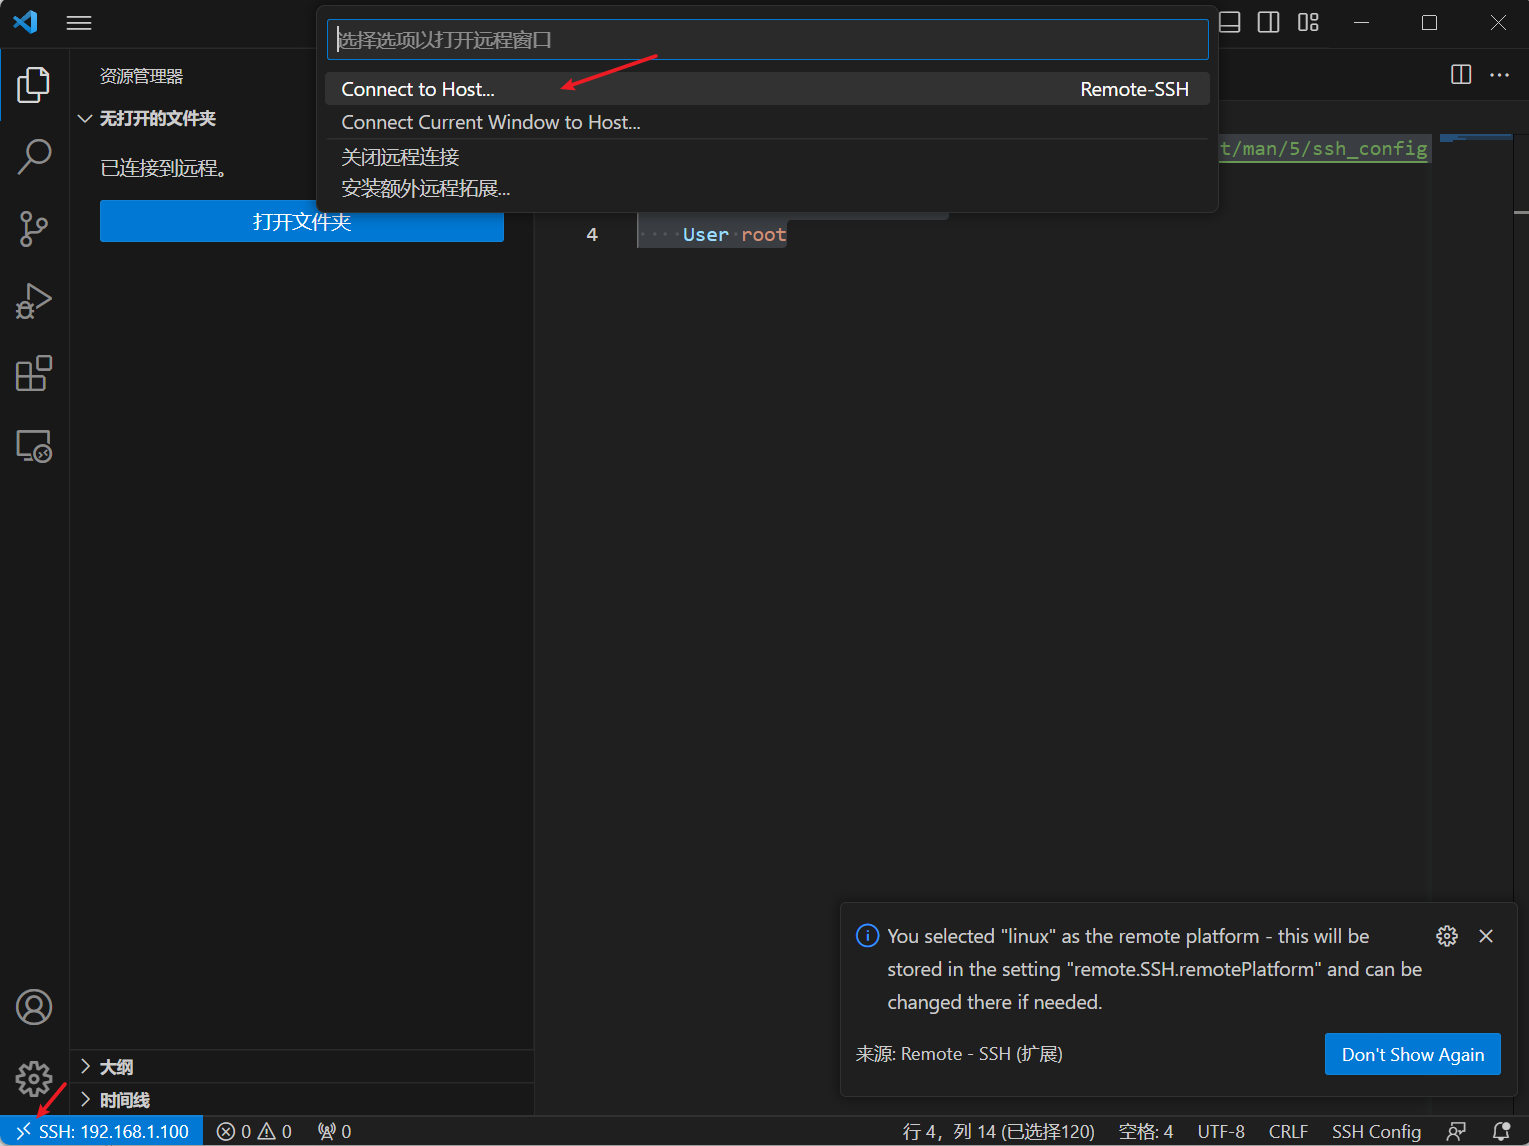 选择选项以打开远程窗口
Connect to Host... Remote-SSH
Connect Current Window to Host...
关闭远程连接
安装额外远程拓展...
资源管理器
无打开的文件夹
已连接到远程。
打开文件夹
t/man/5/ssh_config
4 ····User·root
You selected "linux" as the remote platform - this will be
stored in the setting "remote.SSH.remotePlatform" and can be
changed there if needed.
来源: Remote - SSH (扩展)
Don't Show Again
大纲
时间线
SSH: 192.168.1.100 0 0 0 行 4，列 14 (已选择120) 空格: 4 UTF-8 CRLF SSH Config